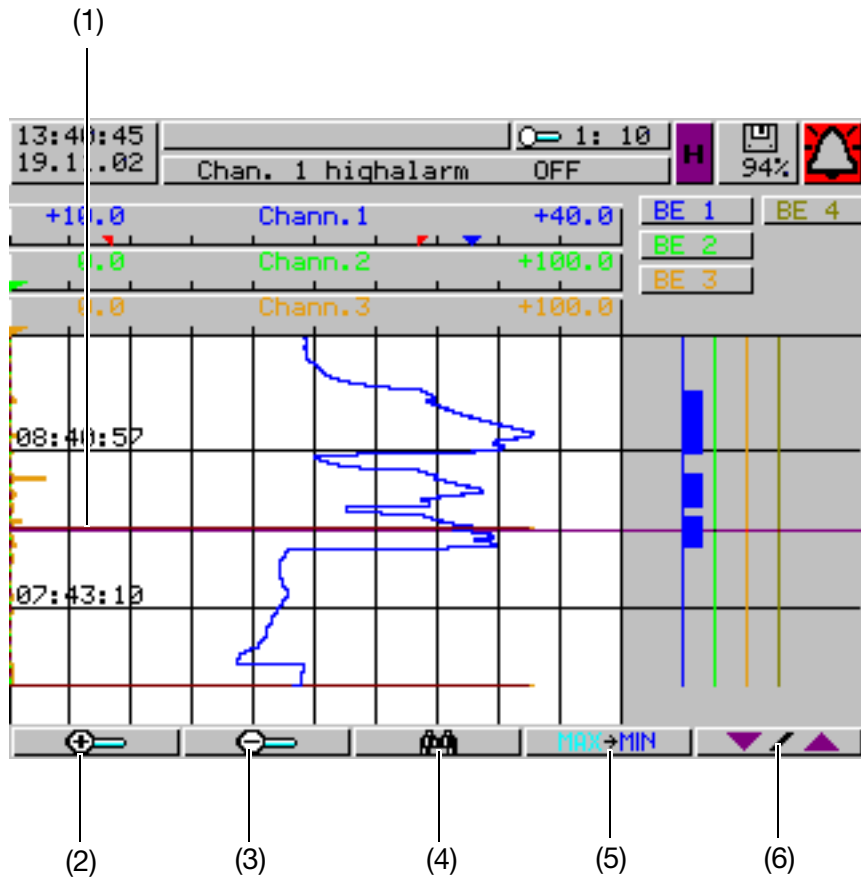 (1)
13:40:45
19.11.02
1: 10
Chan. 1 highalarm OFF
H
94%
+10.0 Chann.1 +40.0
0.0 Chann.2 +100.0
0.0 Chann.3 +100.0
BE 1 BE 4
BE 2
BE 3
08:40:57
07:43:10
MAX→MIN
(2) (3) (4) (5) (6)